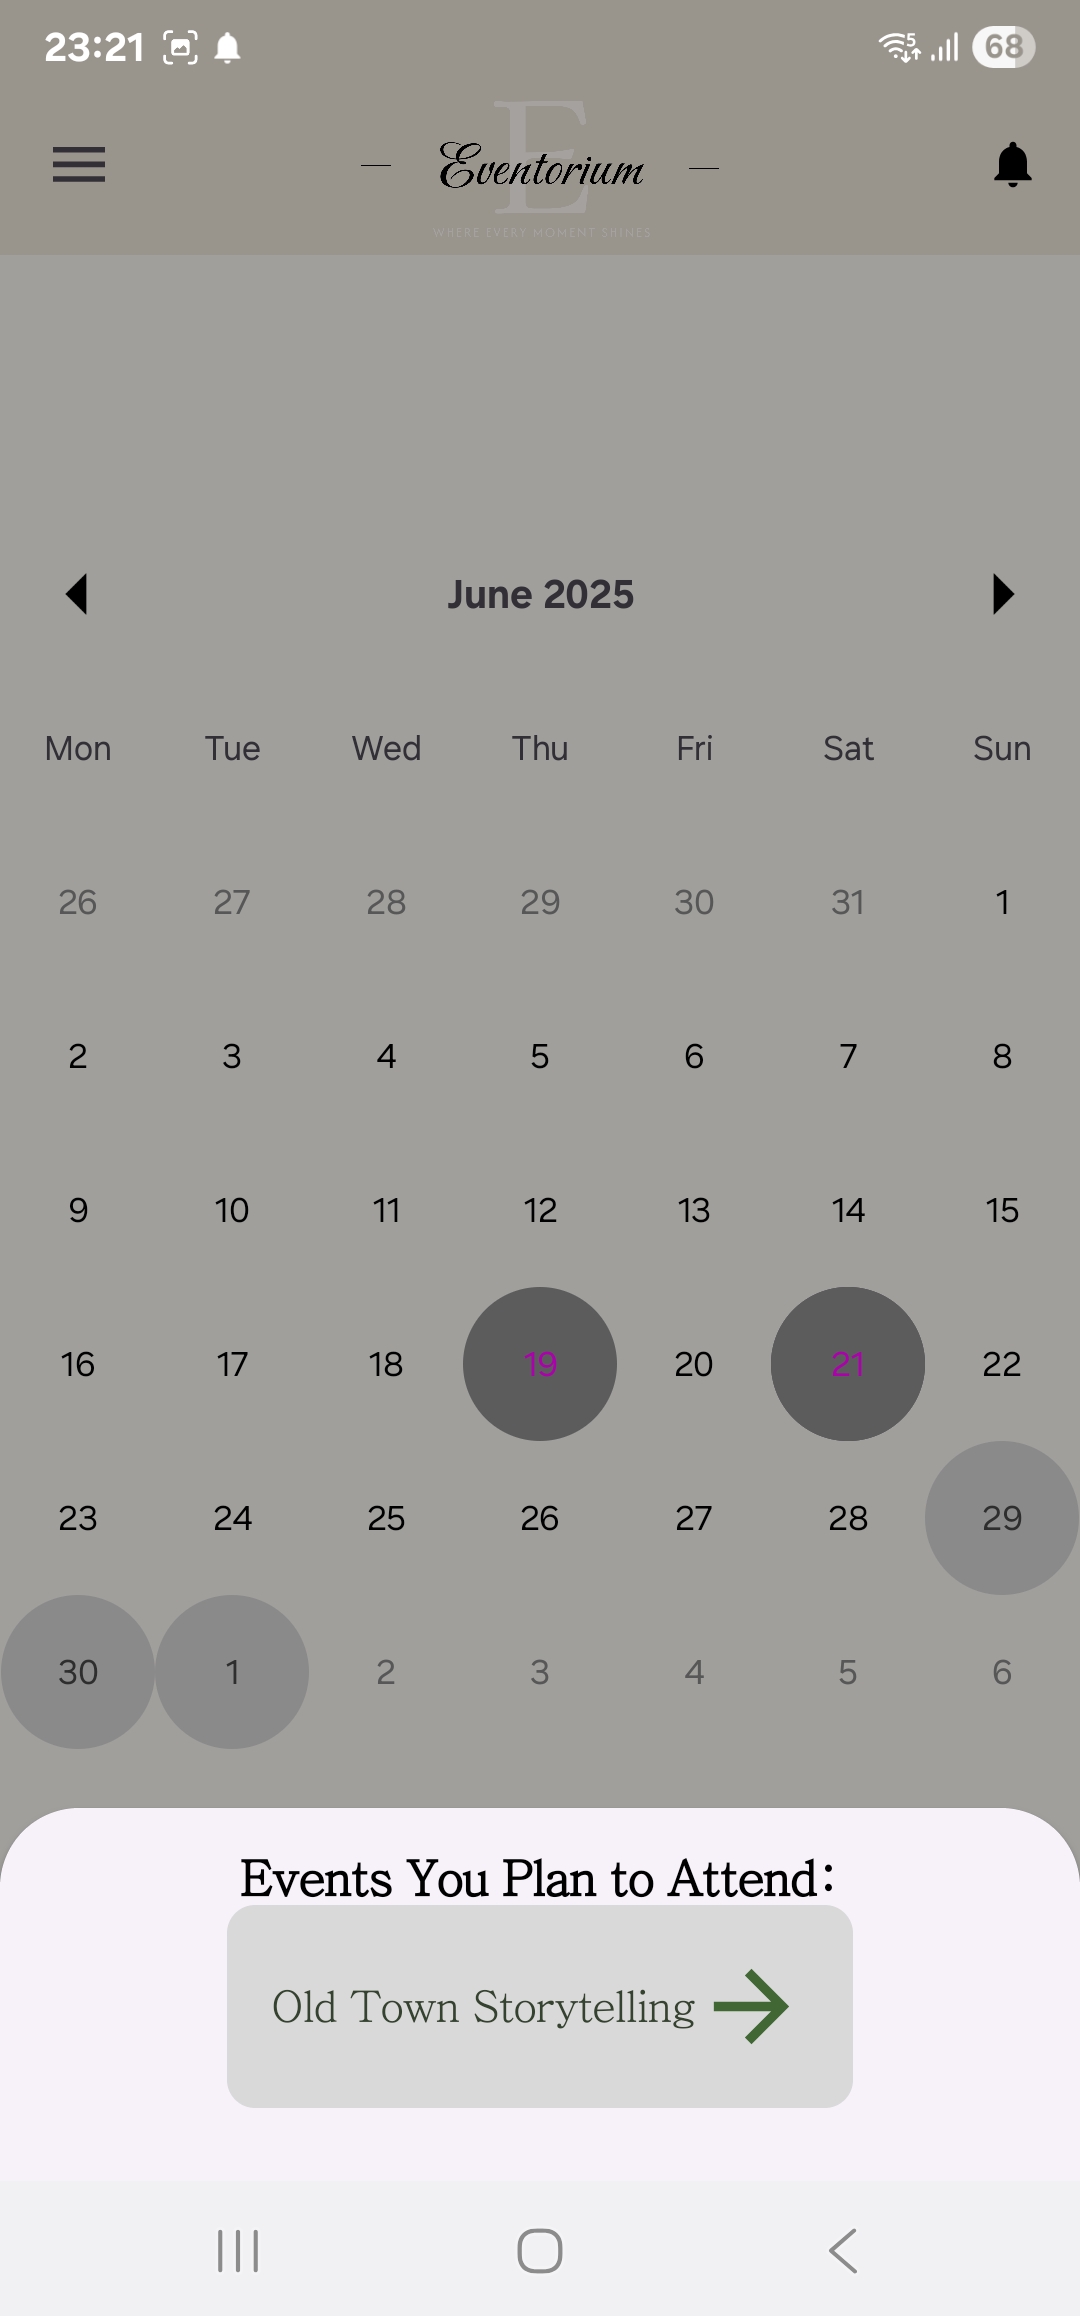 23:21
5
68
E
Eventorium
WHERE EVERY MOMENT SHINES
June 2025
Mon Tue Wed Thu Fri Sat Sun
26 27 28 29 30 31 1
2 3 4 5 6 7 8
9 10 11 12 13 14 15
16 17 18 19 20 21 22
23 24 25 26 27 28 29
30 1 2 3 4 5 6
Events You Plan to Attend:
Old Town Storytelling